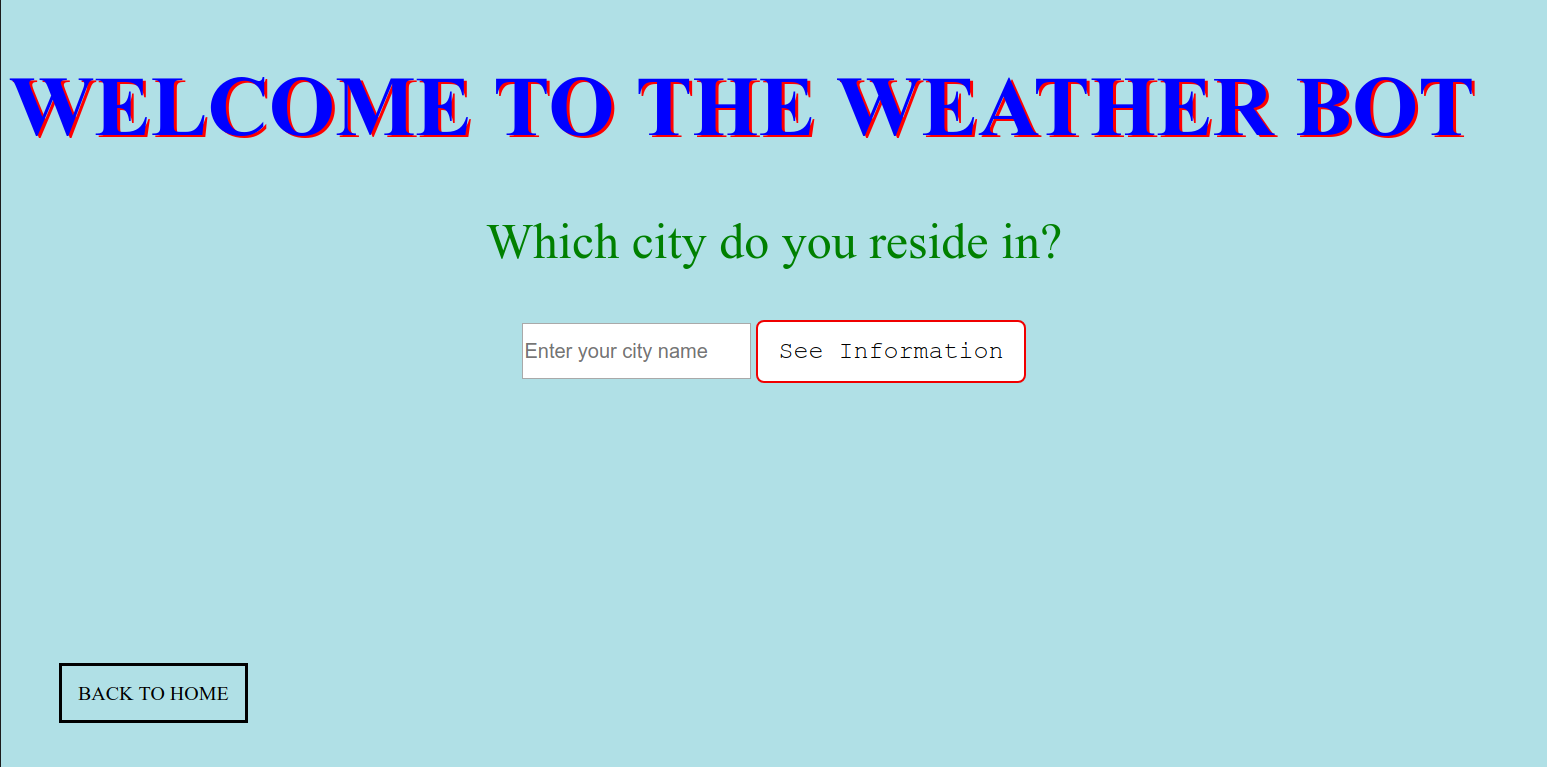 WELCOME TO THE WEATHER BOT
Which city do you reside in?
Enter your city name
See Information
BACK TO HOME